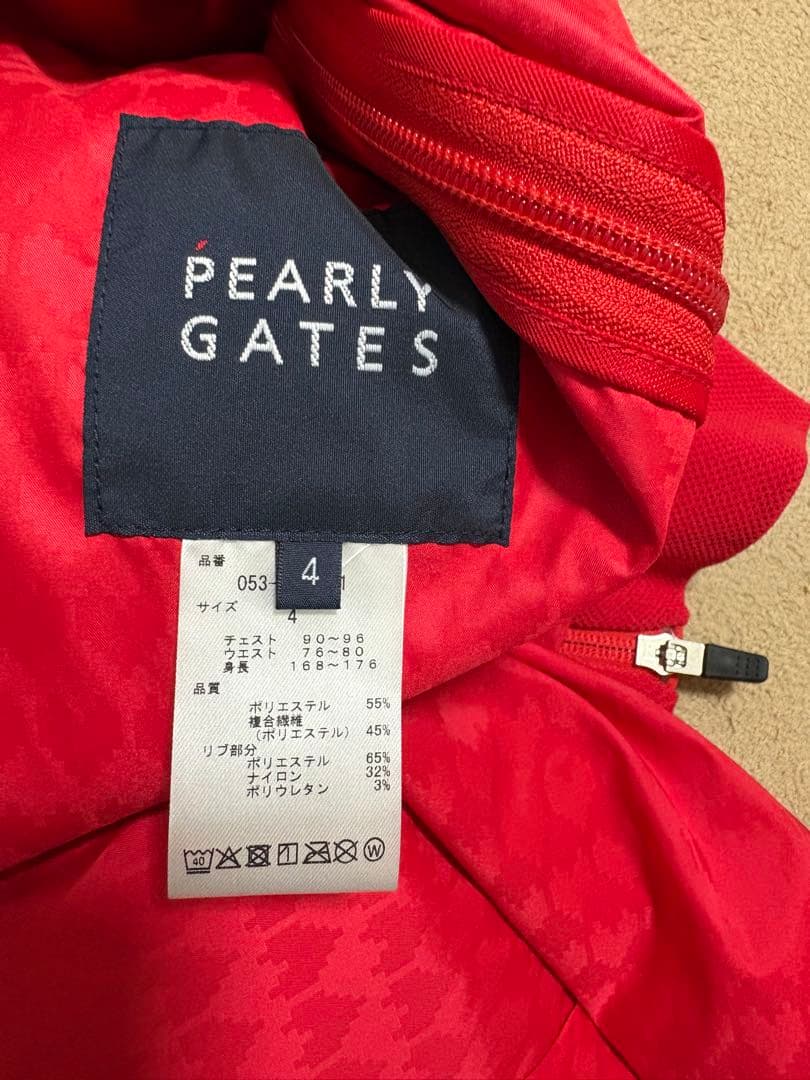 PEARLY
GATES
4
品番
053-
1
サイズ
4
チェスト 90~96
ウエスト 76~80
身長 168~176
品質
ポリエステル 55%
複合繊維
(ポリエステル) 45%
リブ部分
ポリエステル 65%
ナイロン 32%
ポリウレタン 3%
40
1
W